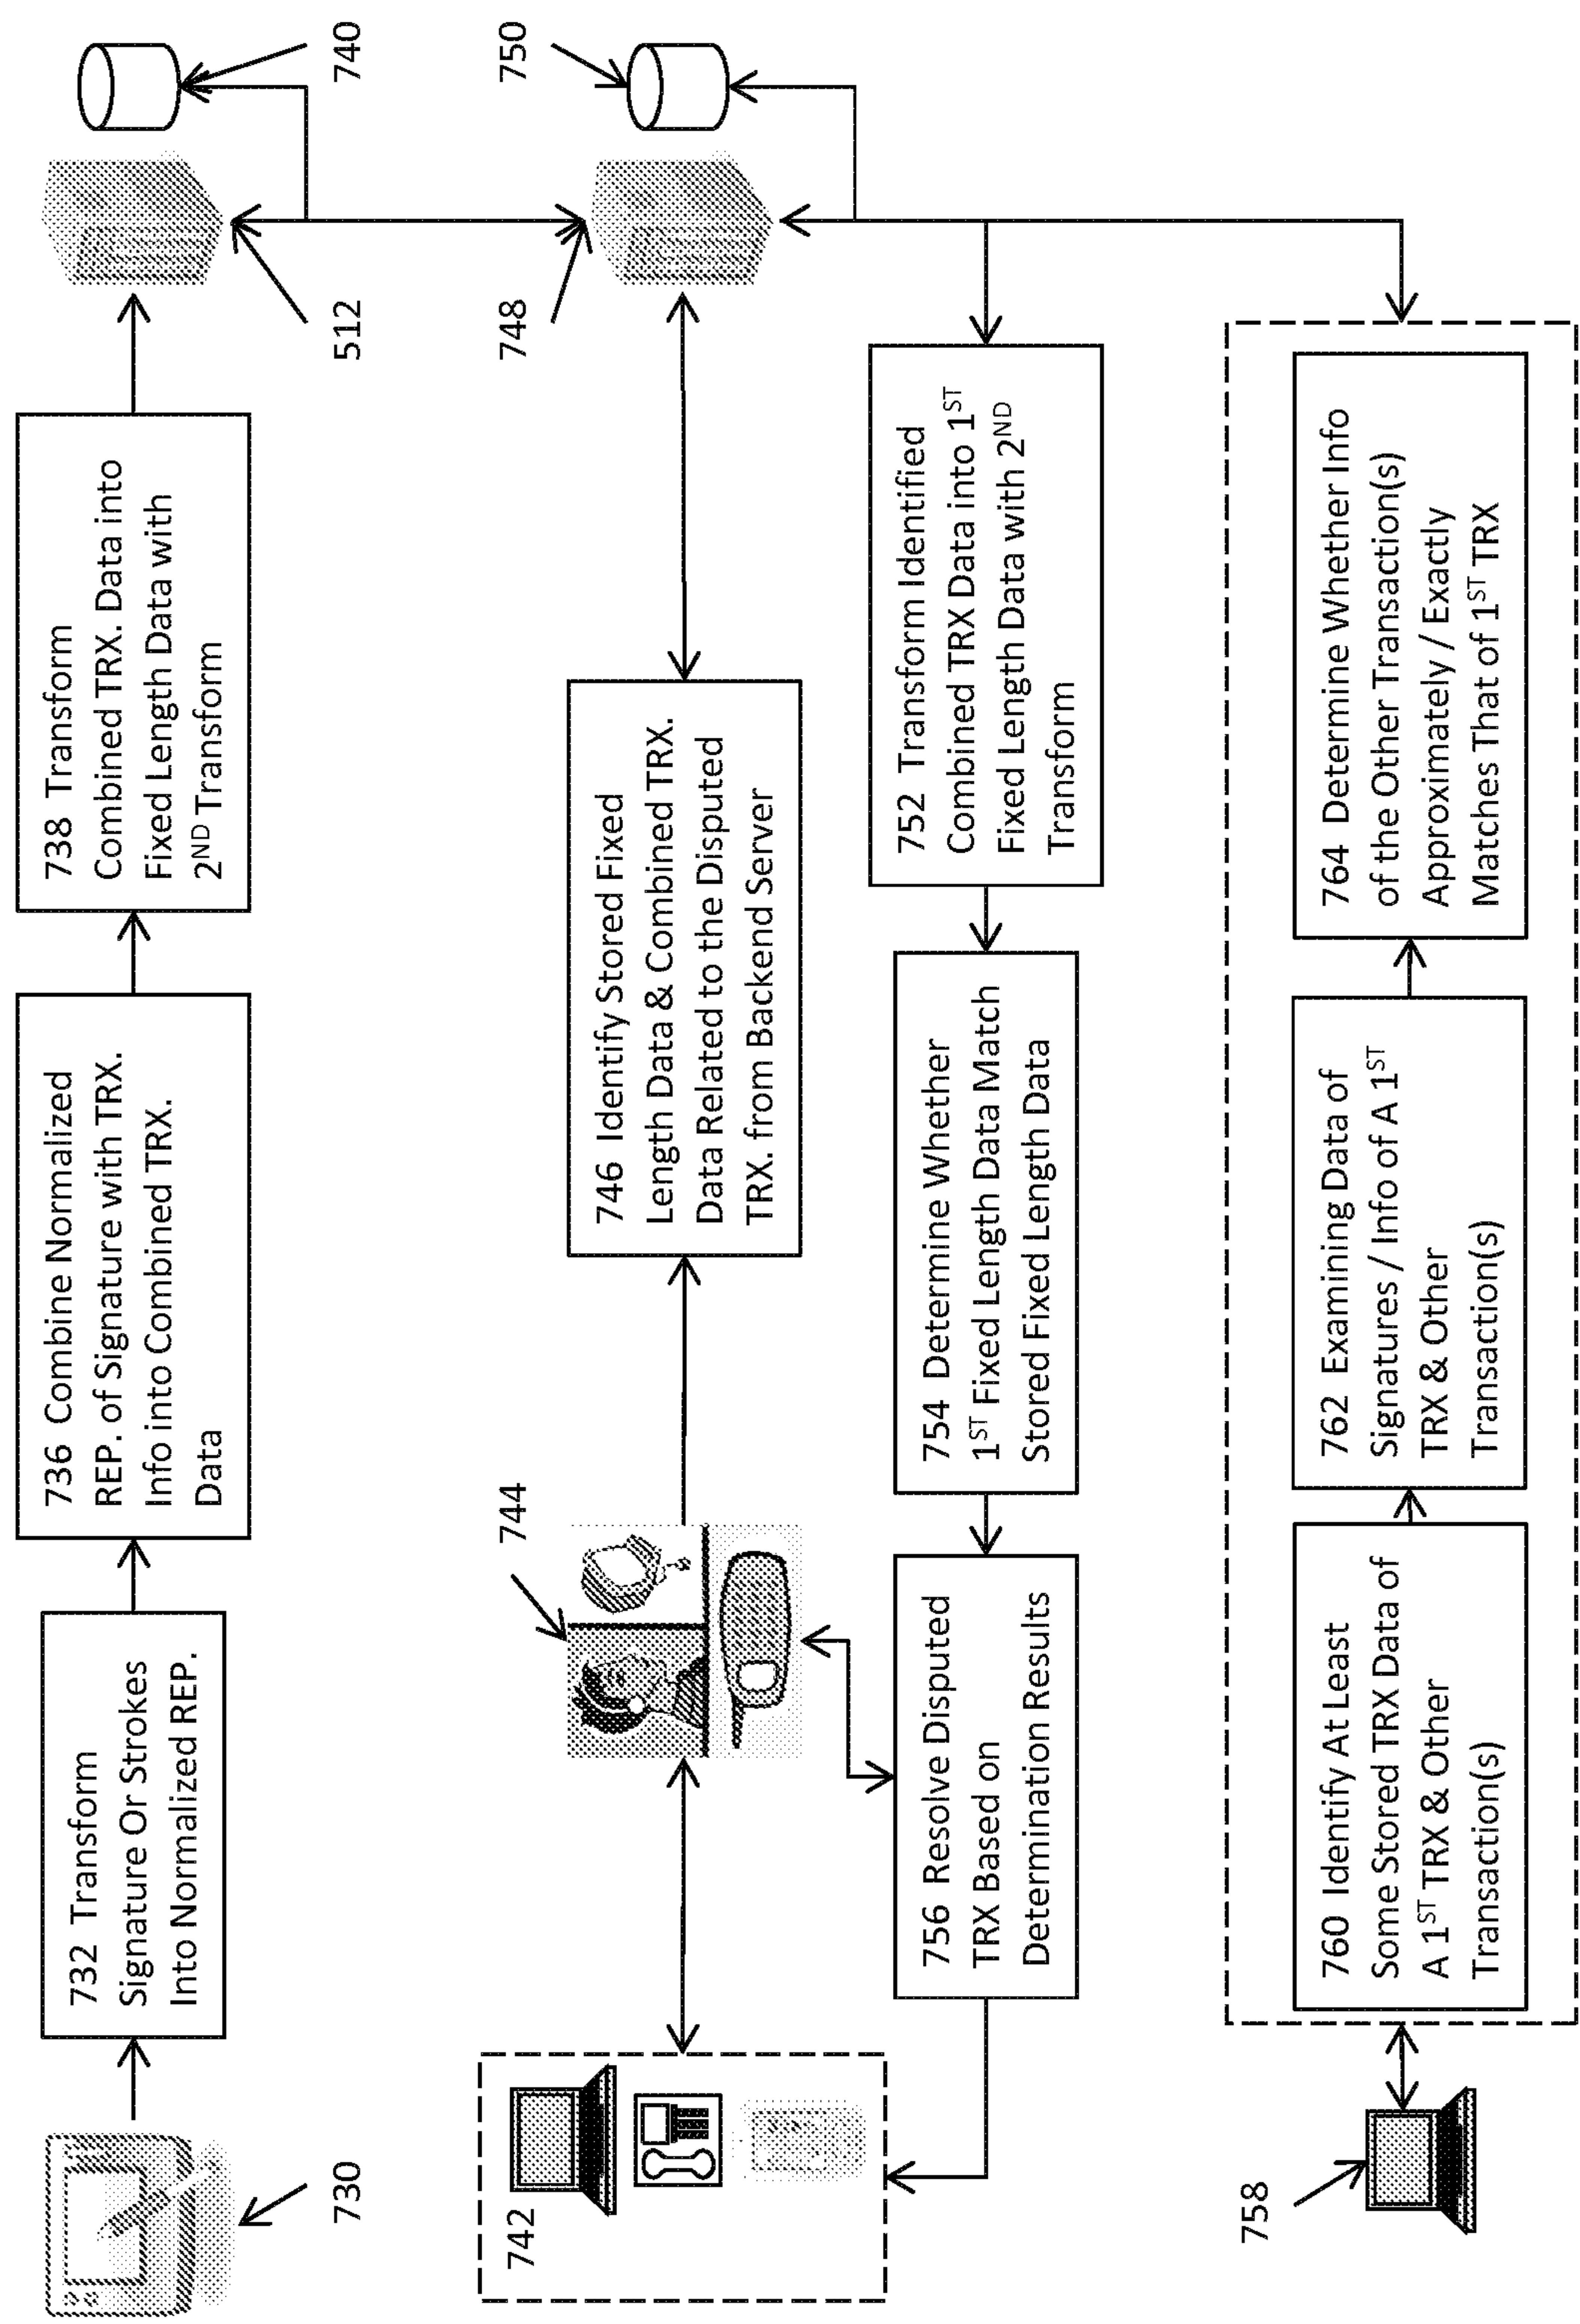 732 Transform
Signature Or Strokes
Into Normalized REP.
736 Combine Normalized
REP. of Signature with TRX.
Info into Combined TRX.
Data
738 Transform
Combined TRX. Data into
Fixed Length Data with
2ND Transform
730
512
740
742
744
746 Identify Stored Fixed
Length Data & Combined TRX.
Data Related to the Disputed
TRX. from Backend Server
748
750
756 Resolve Disputed
TRX Based on
Determination Results
754 Determine Whether
1ST Fixed Length Data Match
Stored Fixed Length Data
752 Transform Identified
Combined TRX Data into 1ST
Fixed Length Data with 2ND
Transform
758
760 Identify At Least
Some Stored TRX Data of
A 1ST TRX & Other
Transaction(s)
762 Examining Data of
Signatures / Info of A 1ST
TRX & Other
Transaction(s)
764 Determine Whether Info
of the Other Transaction(s)
Approximately / Exactly
Matches That of 1ST TRX